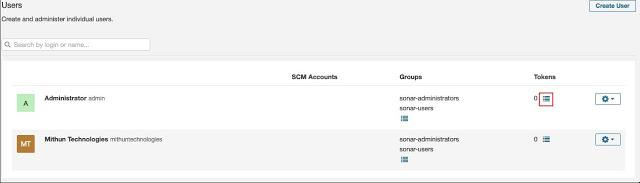 Users
Create User
Create and administer individual users.
Search by login or name...
SCM Accounts Groups Tokens
A Administrator admin sonar-administrators 0
sonar-users
MT Mithun Technologies mithuntechnologies sonar-administrators 0
sonar-users